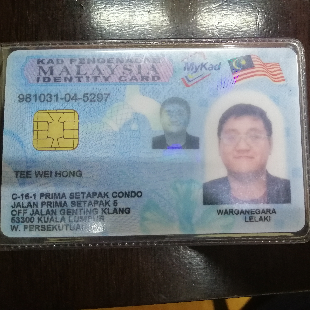 KAD PENGENALAN
MALAYSIA
IDENTITY CARD
MyKad
981031-04-5297
TEE WEI HONG
C-16-1 PRIMA SETAPAK CONDO
JALAN PRIMA SETAPAK 5
OFF JALAN GENTING KLANG
53300 KUALA LUMPUR
W. PERSEKUTUAN
WARGANEGARA
LELAKI